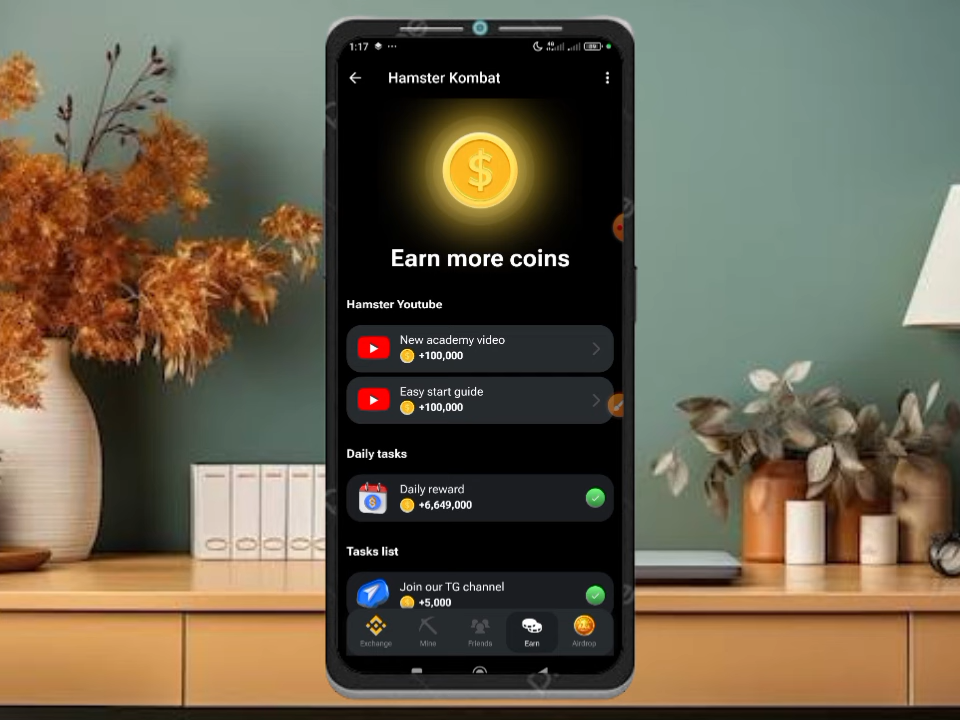 1:17
4G
89
Hamster Kombat
Earn more coins
Hamster Youtube
New academy video
+100,000
Easy start guide
+100,000
Daily tasks
Daily reward
+6,649,000
Tasks list
Join our TG channel
+5,000
Exchange
Mine
Friends
Earn
Airdrop